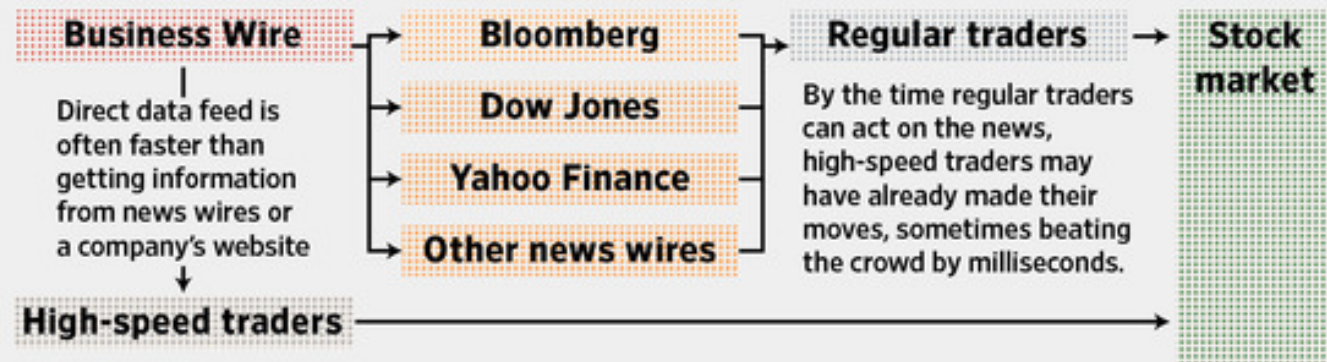 Business Wire
Direct data feed is
often faster than
getting information
from news wires or
a company's website
High-speed traders
Bloomberg
Dow Jones
Yahoo Finance
Other news wires
Regular traders
By the time regular traders
can act on the news,
high-speed traders may
have already made their
moves, sometimes beating
the crowd by milliseconds.
Stock
market